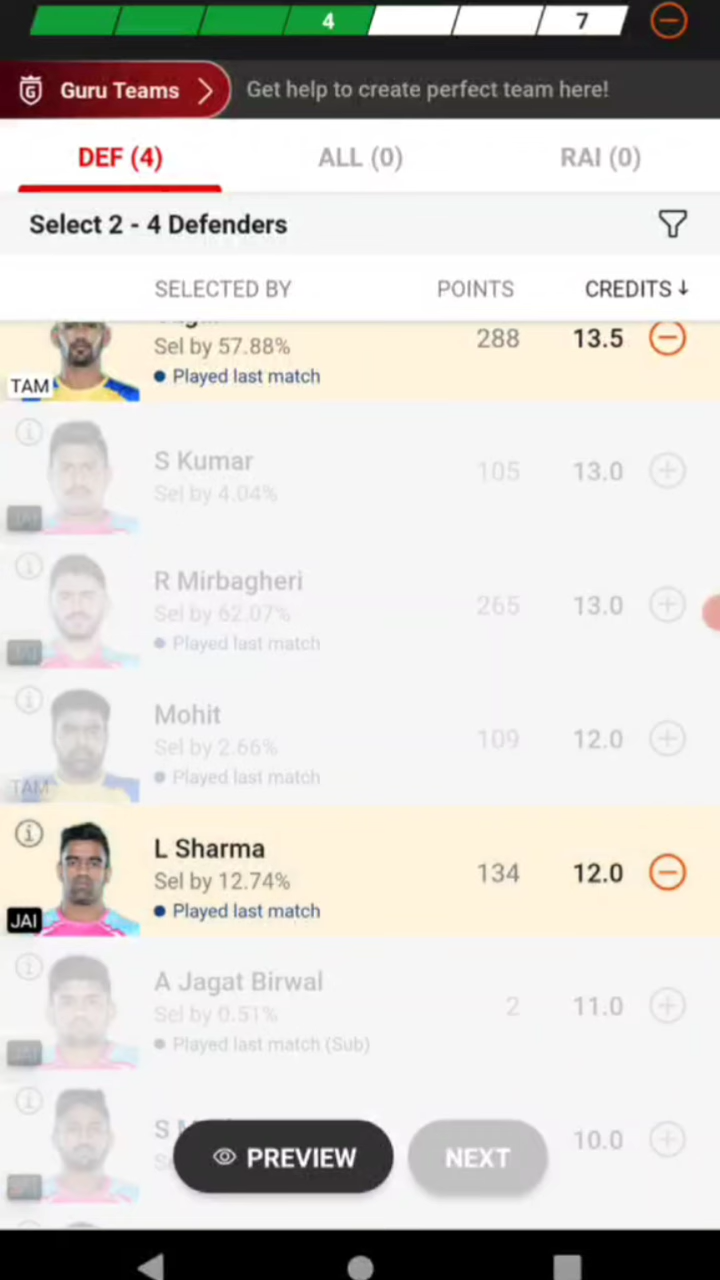 4
7
Guru Teams
Get help to create perfect team here!
DEF (4)
ALL (0)
RAI (0)
Select 2 - 4 Defenders
SELECTED BY
POINTS
CREDITS ↓
Sel by 57.88%
288
13.5
TAM
Played last match
S Kumar
Sel by 4.04%
105
13.0
R Mirbagheri
Sel by 62.07%
265
13.0
Played last match
Mohit
Sel by 2.66%
109
12.0
TAM
Played last match
L Sharma
Sel by 12.74%
134
12.0
JAI
Played last match
A Jagat Birwal
Sel by 0.51%
2
11.0
Played last match (Sub)
10.0
PREVIEW
NEXT